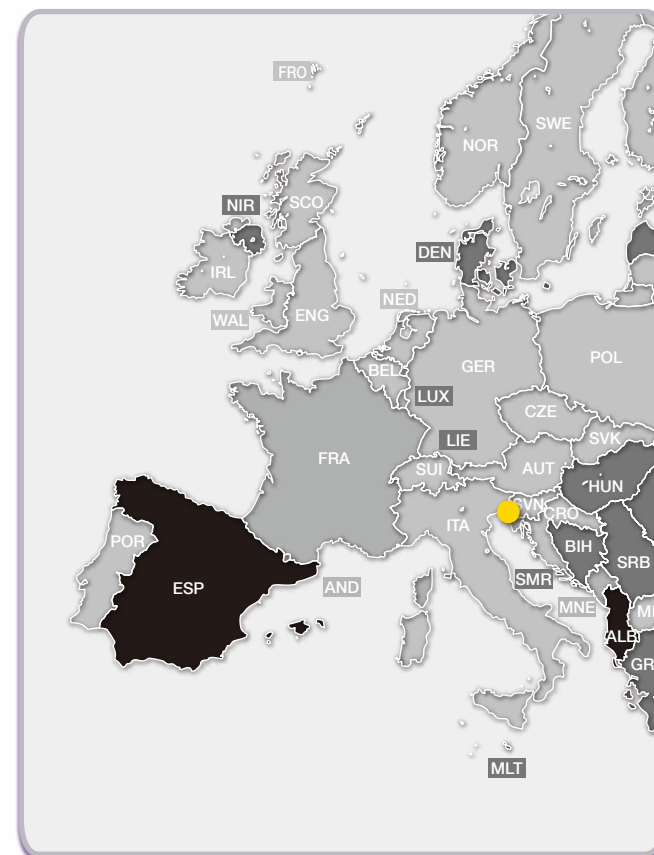 FRO
SWE
NOR
NIR
SCO
DEN
IRL
NED
WAL
ENG
POL
BEL
GER
LUX
CZE
LIE
SVK
FRA
SUI
AUT
HUN
SVN
CRO
ITA
POR
BIH
SRB
SMR
AND
ESP
MNE
ALB
MLT